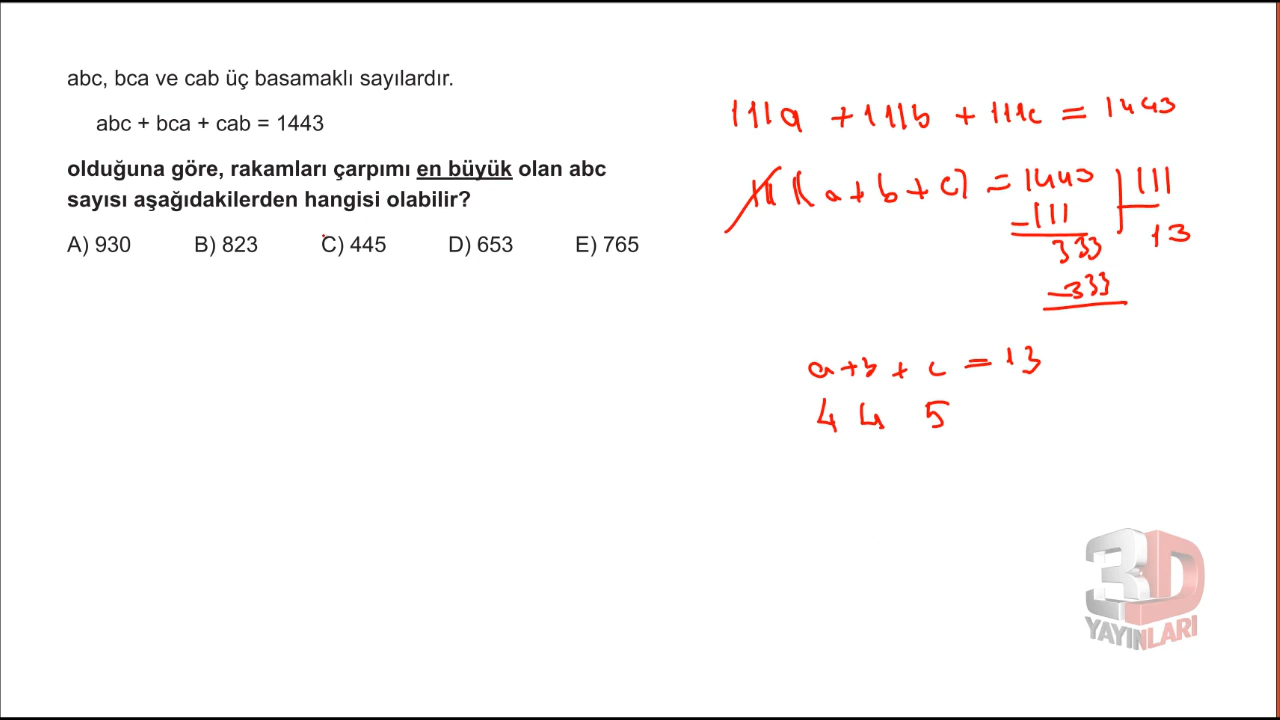 abc, bca ve cab üç basamaklı sayılardır.
abc + bca + cab = 1443
olduğuna göre, rakamları çarpımı en büyük olan abc
sayısı aşağıdakilerden hangisi olabilir?
A) 930 B) 823 C) 445 D) 653 E) 765
111a + 111b + 111c = 1443
111 (a + b + c) = 1443 111
-111 13
333
-333
a+b + c = 13
4 4 5
3D
YAYINLARI